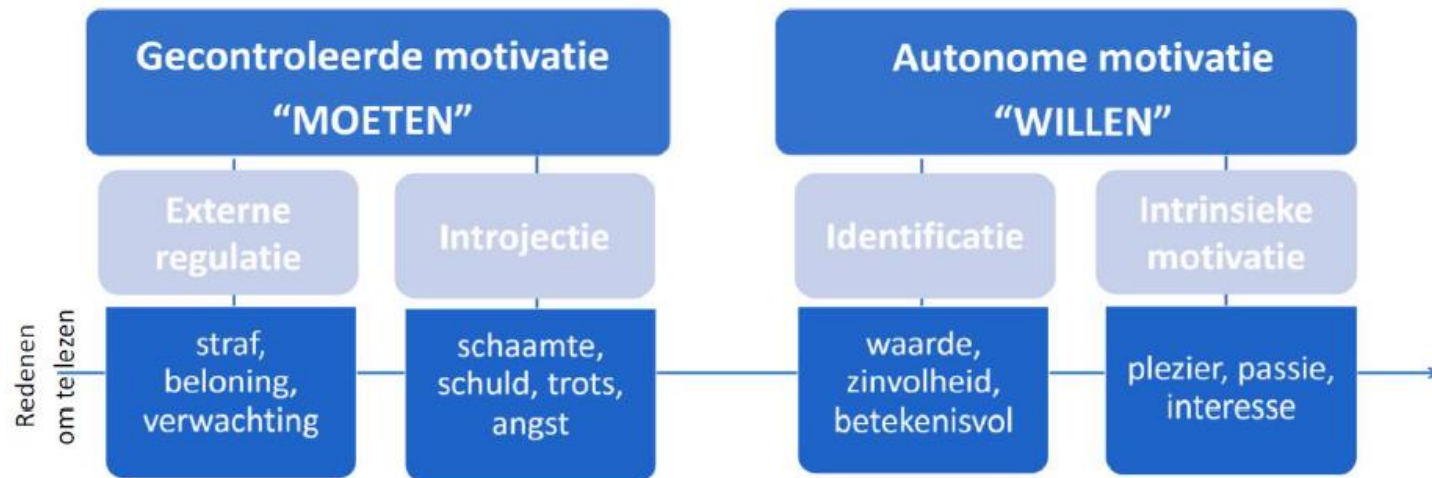 Gecontroleerde motivatie
“MOETEN”
Autonome motivatie
“WILLEN”
Externe
regulatie
Introjectie
Identificatie
Intrinsieke
motivatie
Redenen
om te lezen
straf,
beloning,
verwachting
schaamte,
schuld, trots,
angst
waarde,
zinvolheid,
betekenisvol
plezier, passie,
interesse